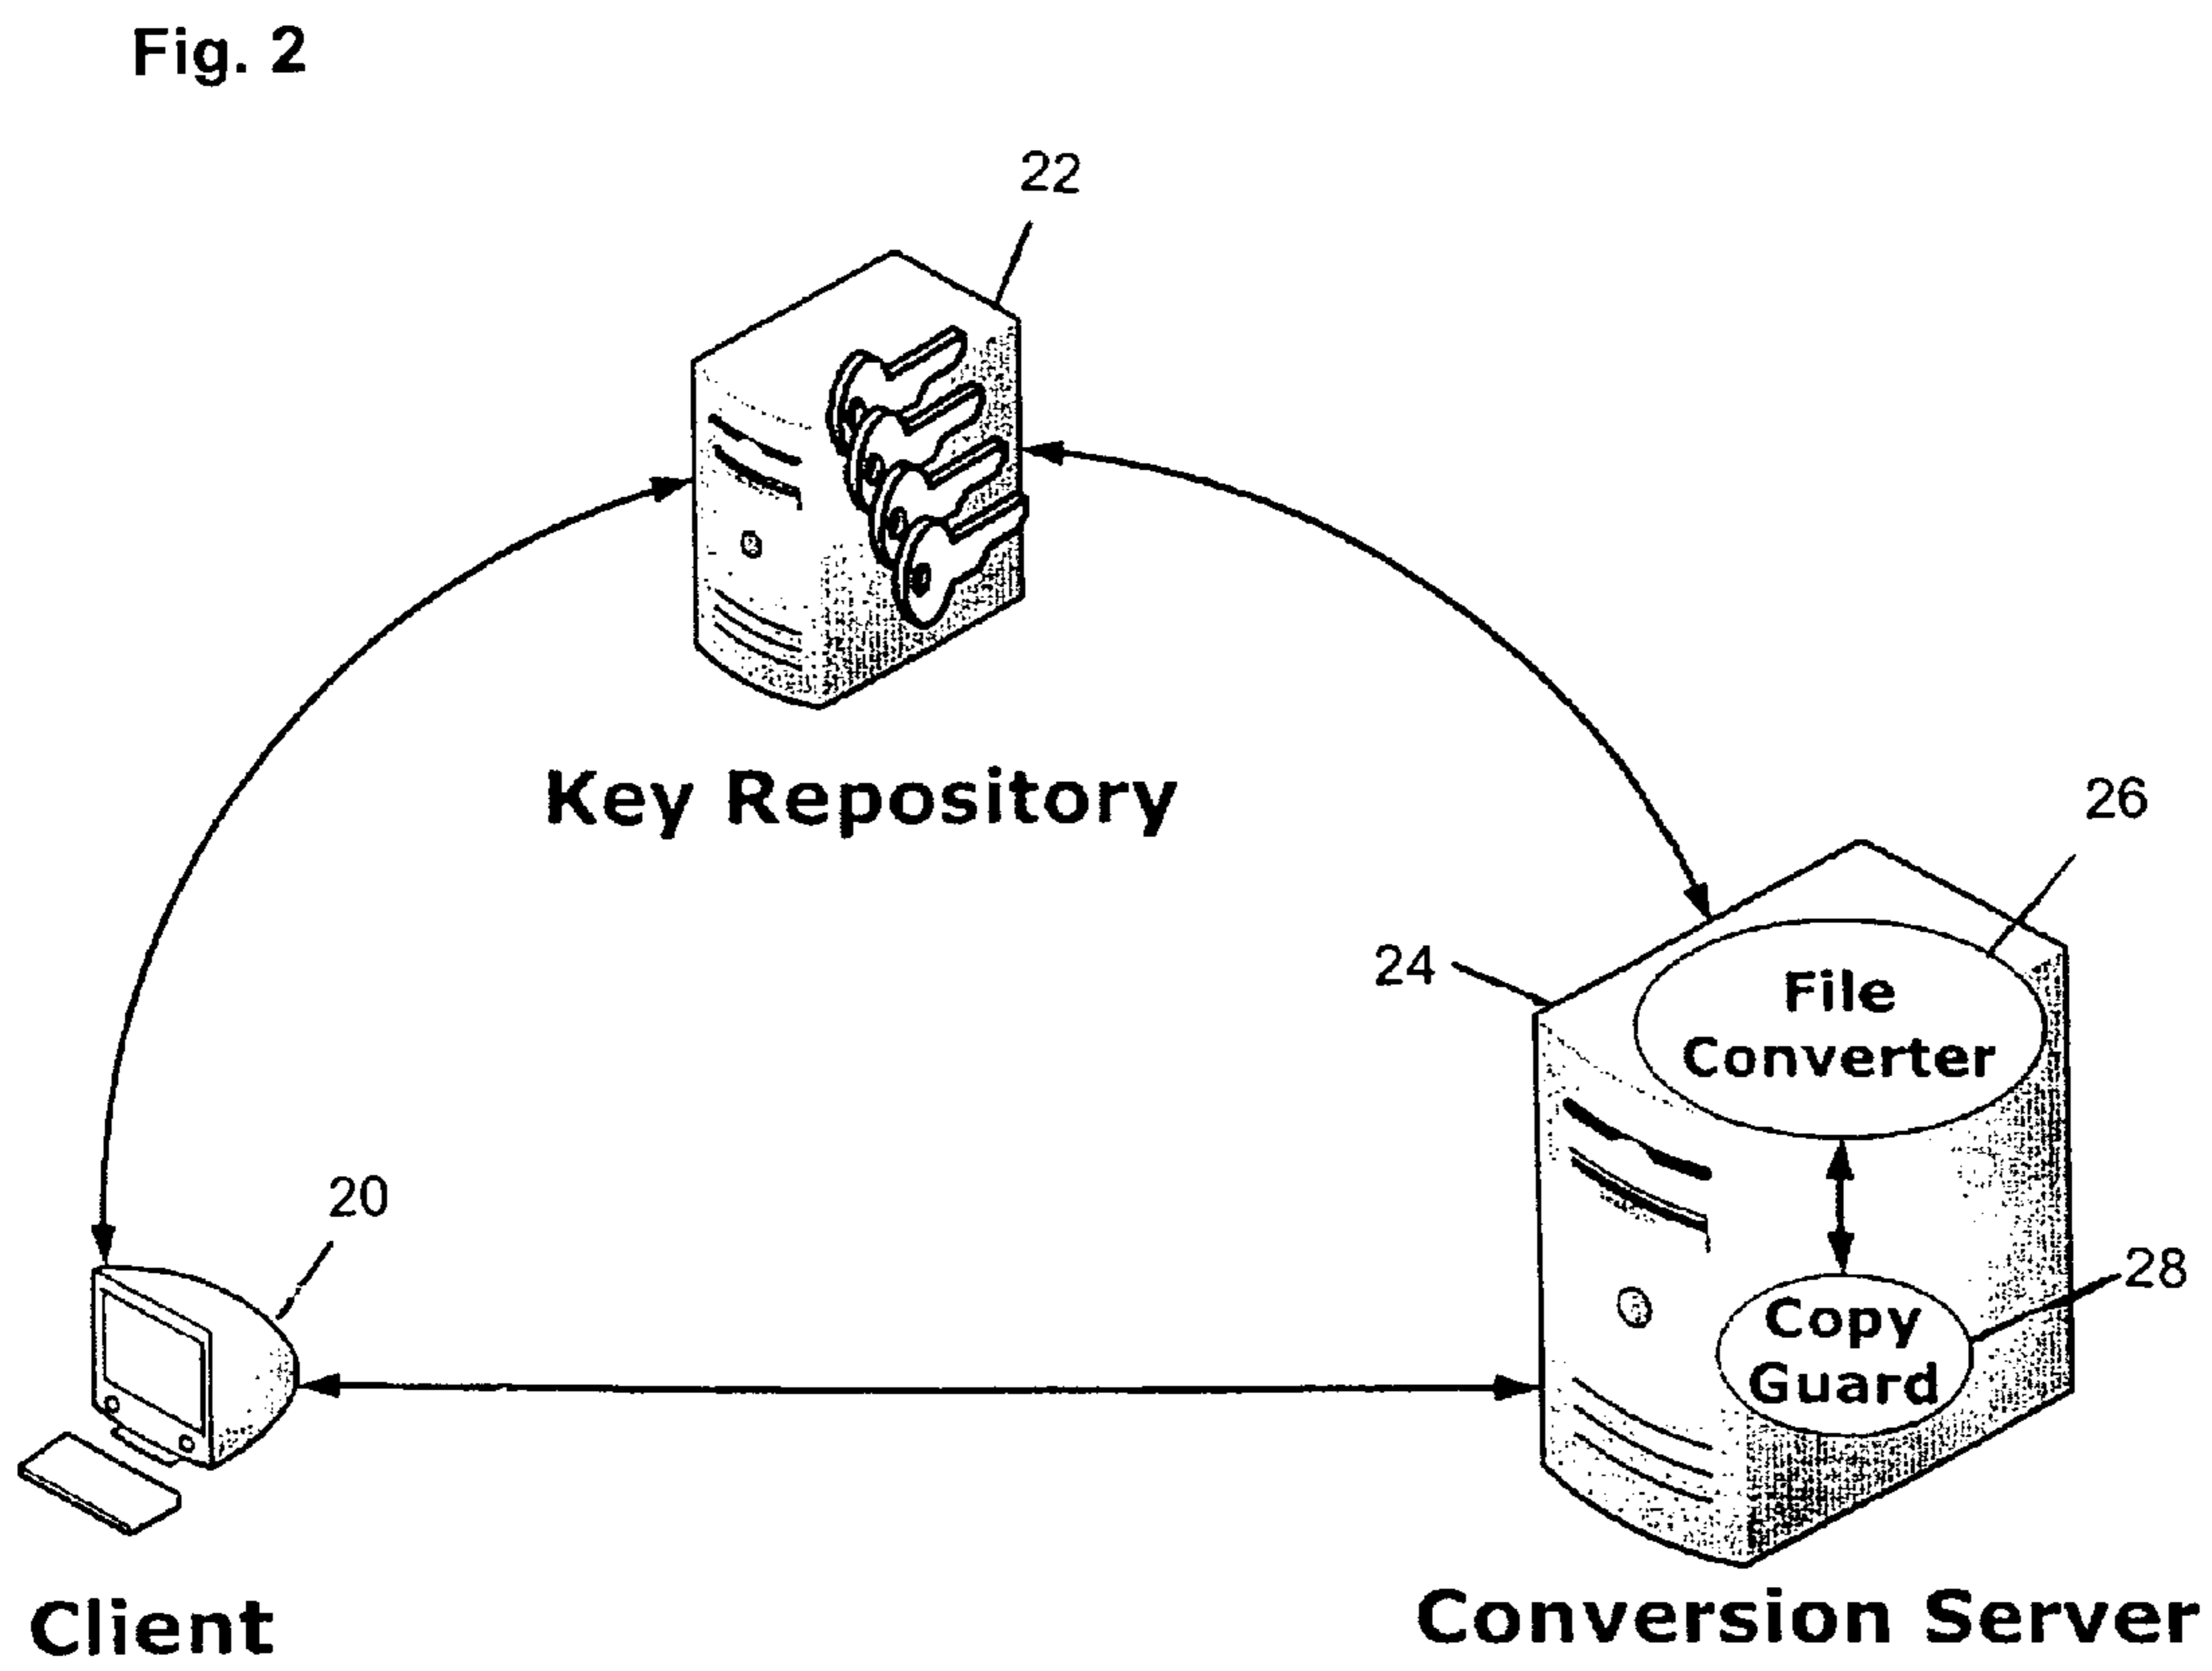 Fig. 2
22
Key Repository
26
24
File
Converter
20
28
Copy
Guard
Client
Conversion Server